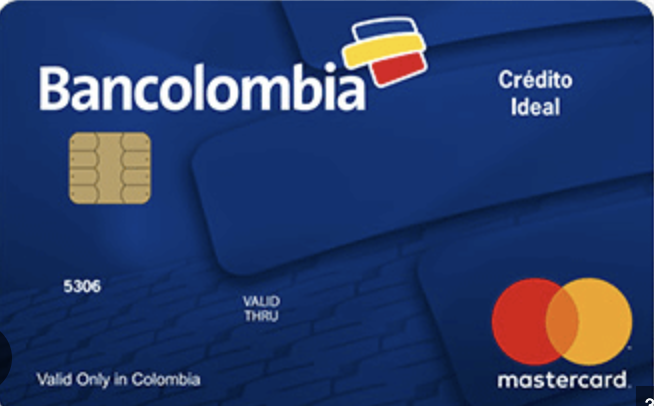 Bancolombia
Crédito
Ideal
5306
VALID
THRU
Valid Only in Colombia
mastercard